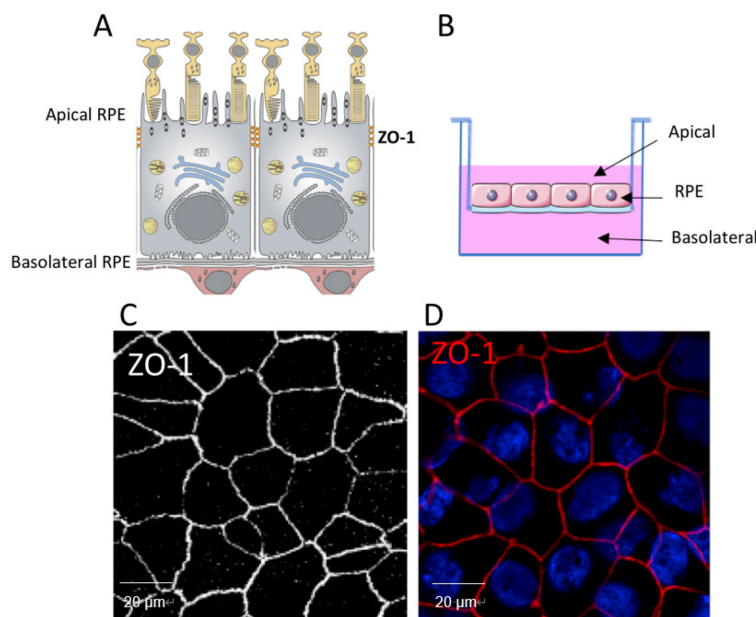 A
B
Apical RPE
ZO-1
Apical
RPE
Basolateral RPE
Basolateral
C
D
ZO-1
ZO-1
20 µm
20 µm